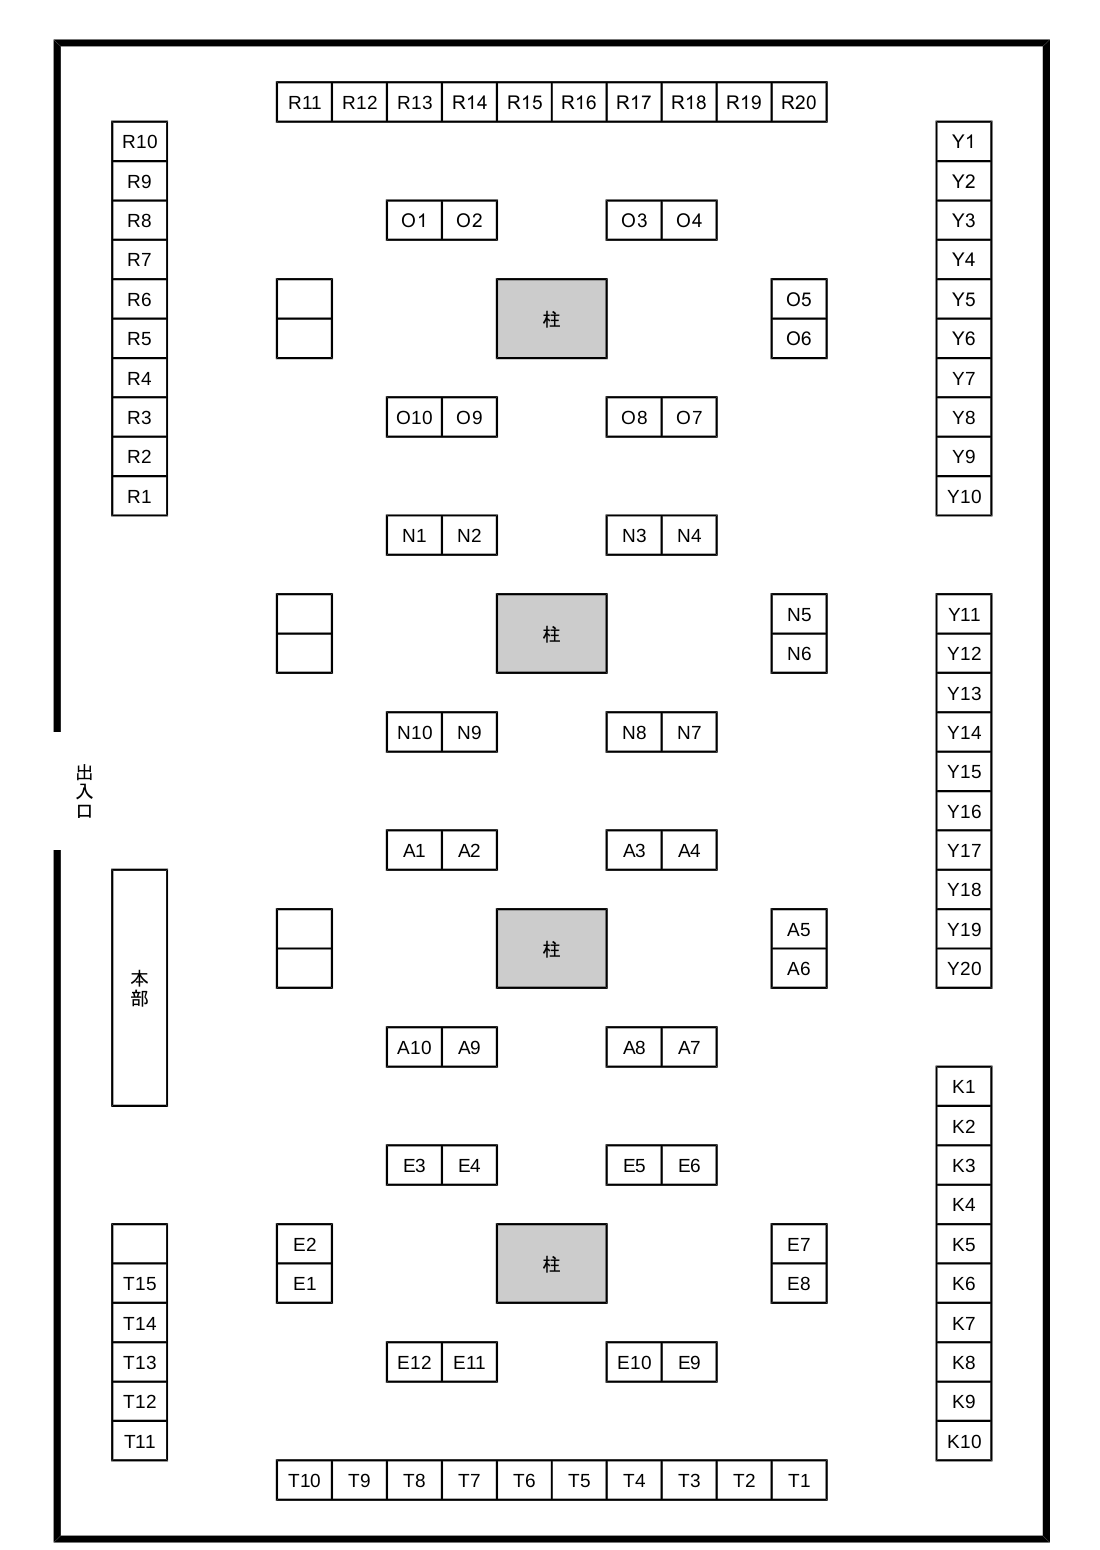 R11 R12 R13 R14 R15 R16 R17 R18 R19 R20
R10 Y1
R9 Y2
R8 O1 O2 O3 O4 Y3
R7 Y4
R6 O5 Y5
柱
R5 O6 Y6
R4 Y7
R3 O10 O9 O8 O7 Y8
R2 Y9
R1 Y10
N1 N2 N3 N4
N5 Y11
柱
N6 Y12
Y13
N10 N9 N8 N7 Y14
出入口
Y15
Y16
A1 A2 A3 A4 Y17
Y18
A5 Y19
柱
A6 Y20
本部
A10 A9 A8 A7
K1
K2
E3 E4 E5 E6 K3
K4
E2 E7 K5
柱
T15 E1 E8 K6
T14 K7
T13 E12 E11 E10 E9 K8
T12 K9
T11 K10
T10 T9 T8 T7 T6 T5 T4 T3 T2 T1